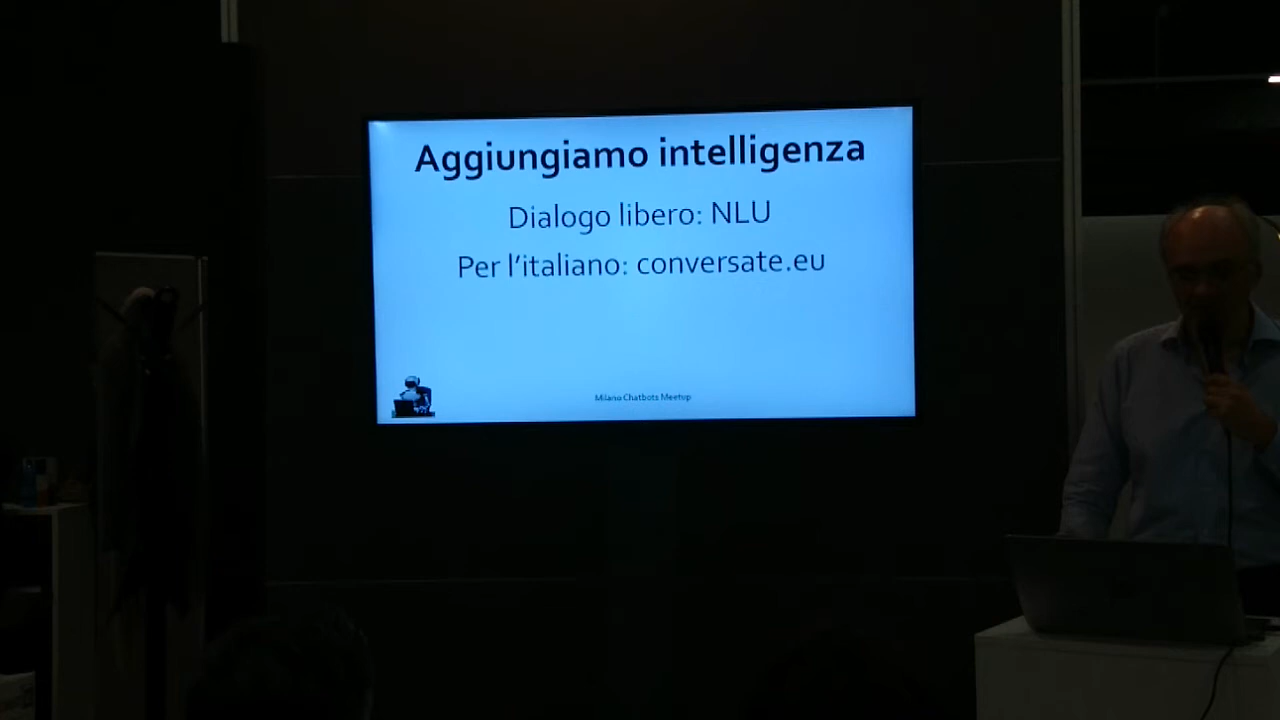 Aggiungiamo intelligenza
Dialogo libero: NLU
Per l'italiano: conversate.eu
Milano Chatbots Meetup